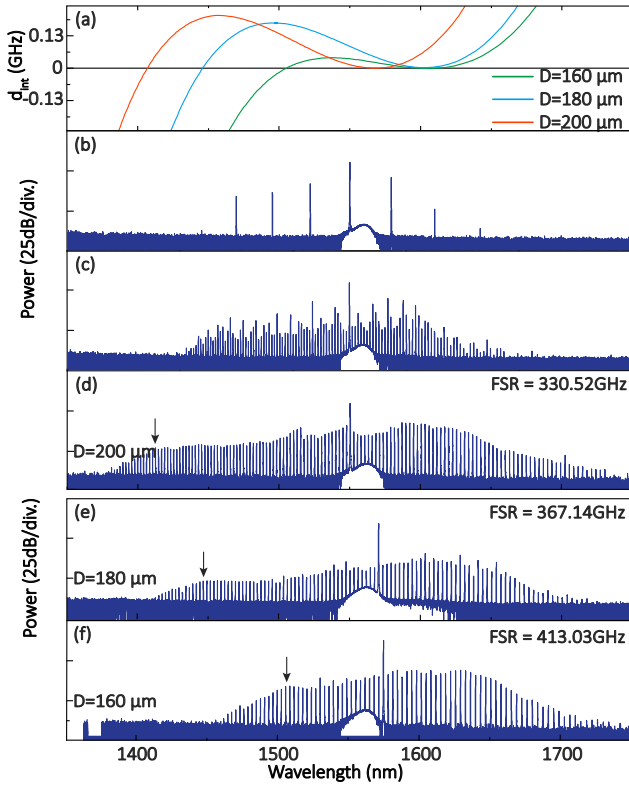 (a)
0.13
0
-0.13
d_int (GHz)
D=160 μm
D=180 μm
D=200 μm
(b)
(c)
Power (25dB/div.)
(d)
FSR = 330.52GHz
D=200 μm
(e)
FSR = 367.14GHz
D=180 μm
Power (25dB/div.)
(f)
FSR = 413.03GHz
D=160 μm
1400
1500
1600
1700
Wavelength (nm)